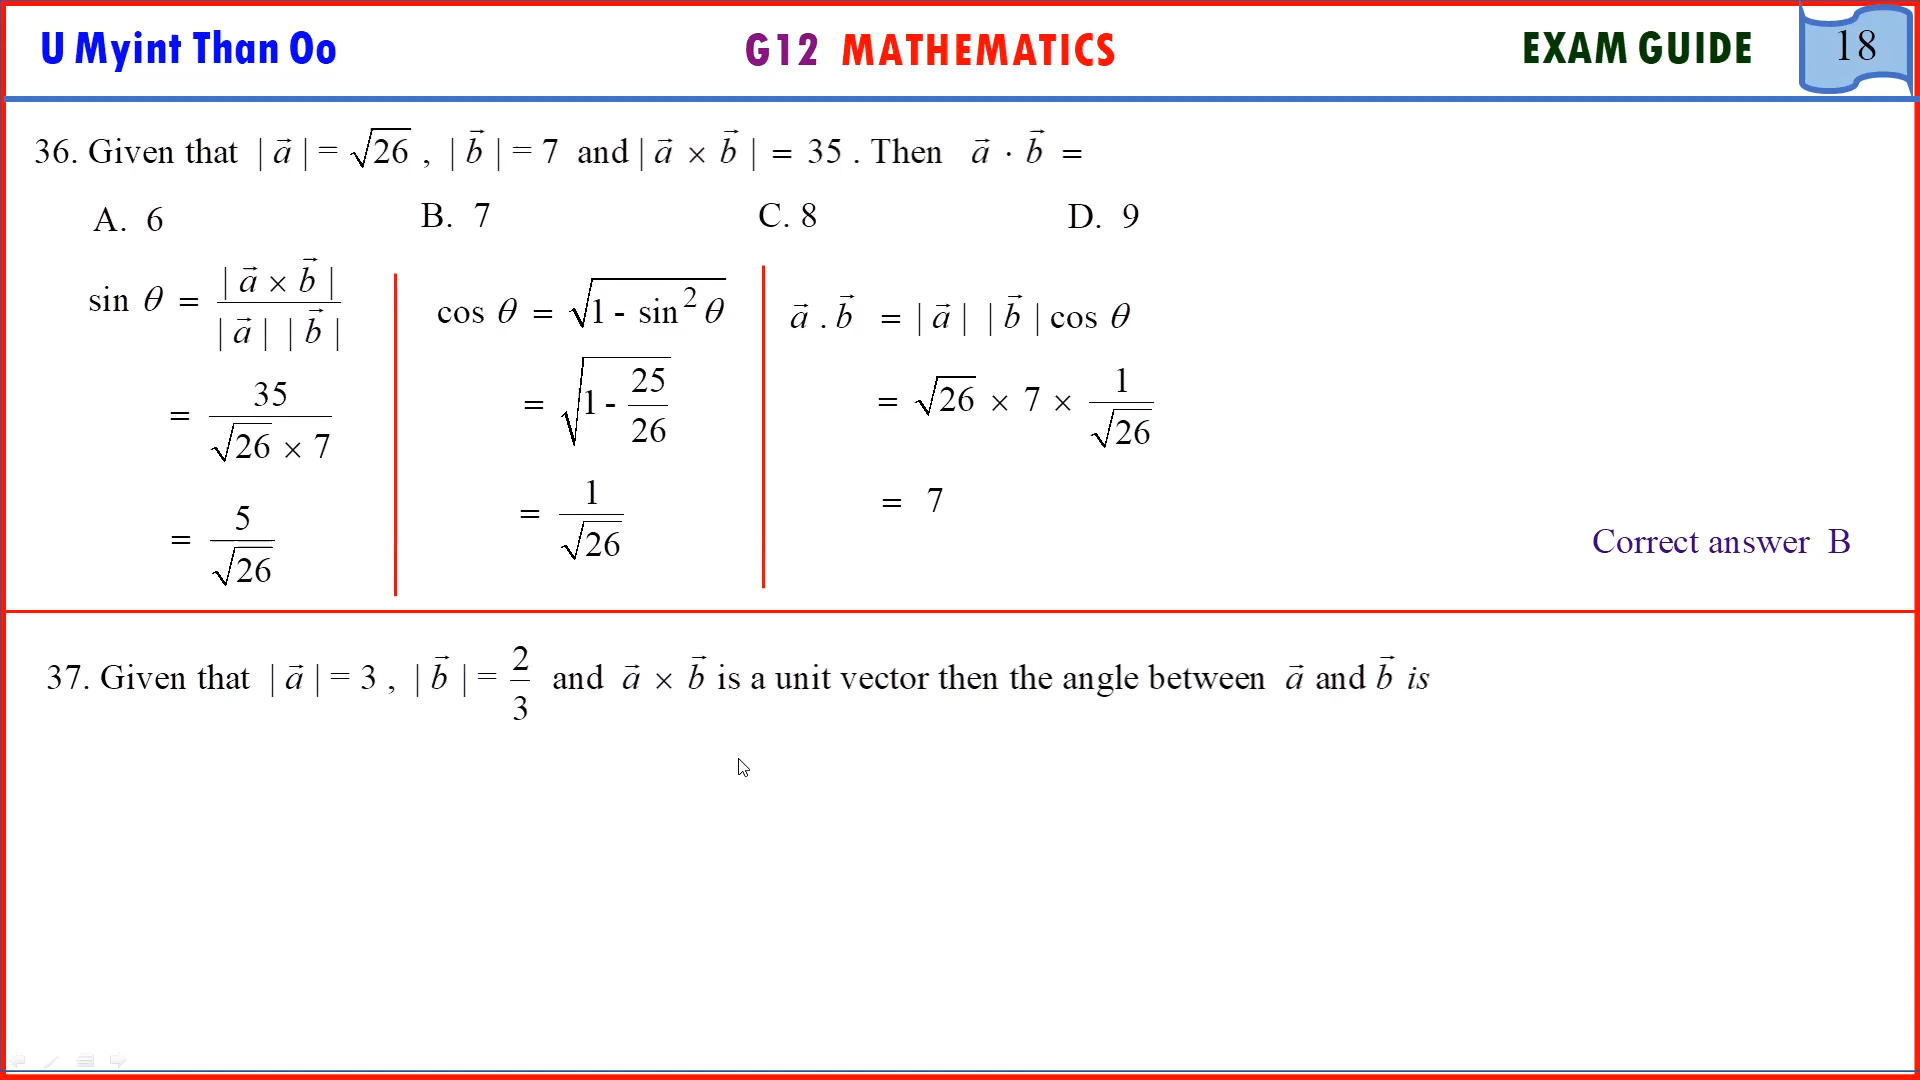 U Myint Than Oo
G12 MATHEMATICS
EXAM GUIDE
18
36. Given that | a⃗ | = √26 , | b⃗ | = 7 and | a⃗ × b⃗ | = 35 . Then a⃗ · b⃗ =
A. 6 B. 7 C. 8 D. 9
sin θ = | a⃗ × b⃗ | / | a⃗ | | b⃗ |
= 35 / √26 × 7
= 5 / √26
cos θ = √(1 - sin² θ)
= √(1 - 25/26)
= 1 / √26
a⃗ . b⃗ = | a⃗ | | b⃗ | cos θ
= √26 × 7 × 1 / √26
= 7
Correct answer B
37. Given that | a⃗ | = 3 , | b⃗ | = 2/3 and a⃗ × b⃗ is a unit vector then the angle between a⃗ and b⃗ is